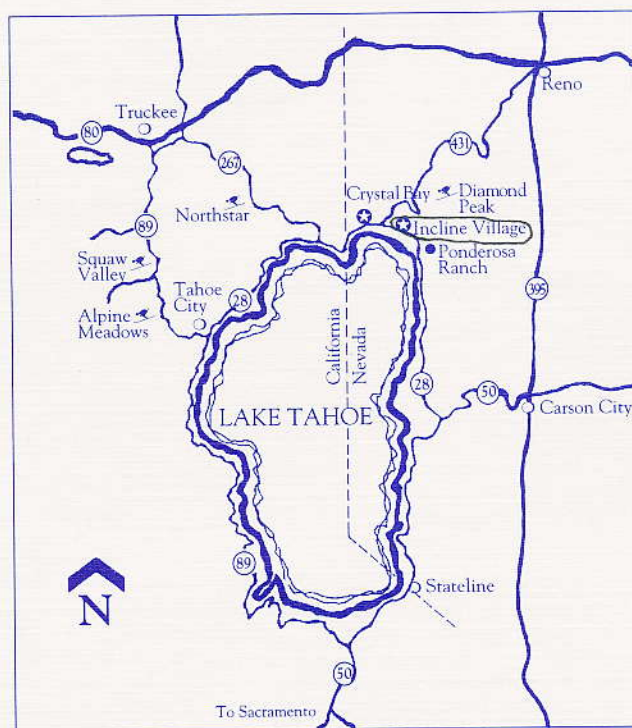 Reno
Truckee
80
431
267
Crystal Bay
Diamond
Peak
Northstar
89
Incline Village
Ponderosa
Ranch
Squaw
Valley
Tahoe
City
28
395
Alpine
Meadows
California
Nevada
28
50
LAKE TAHOE
Carson City
89
N
Stateline
50
To Sacramento